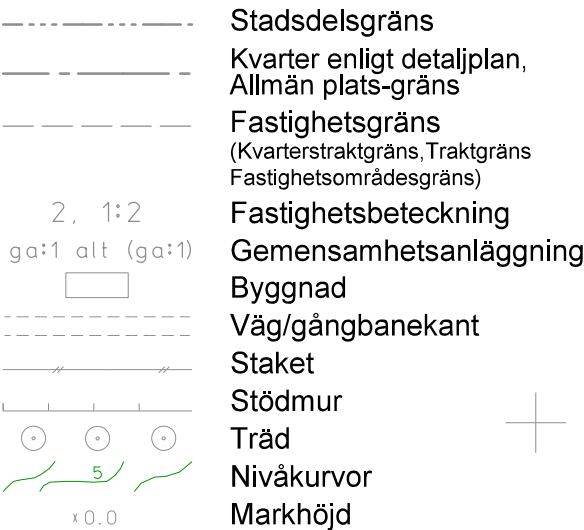 Stadsdelsgräns
Kvarter enligt detaljplan,
Allmän plats-gräns
Fastighetsgräns
(Kvarterstraktgräns,Traktgräns
Fastighetsområdesgräns)
2, 1:2 Fastighetsbeteckning
ga:1 alt (ga:1) Gemensamhetsanläggning
Byggnad
Väg/gångbanekant
Staket
Stödmur
Träd
5 Nivåkurvor
x0.0 Markhöjd